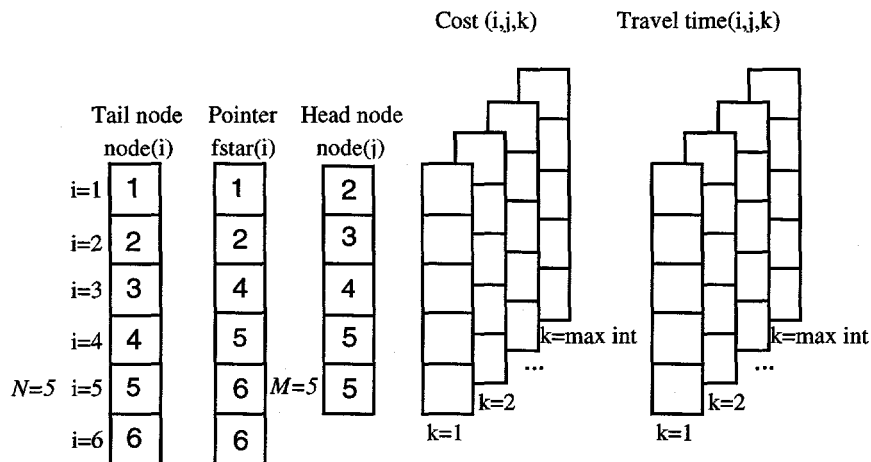 Cost (i,j,k) Travel time(i,j,k)
Tail node Pointer Head node
node(i) fstar(i) node(j)
i=1 1 1 2
i=2 2 2 3
i=3 3 4 4
i=4 4 5 5
k=max int k=max int
... ...
N=5 i=5 5 6 M=5 5
k=2 k=2
k=1 k=1
i=6 6 6